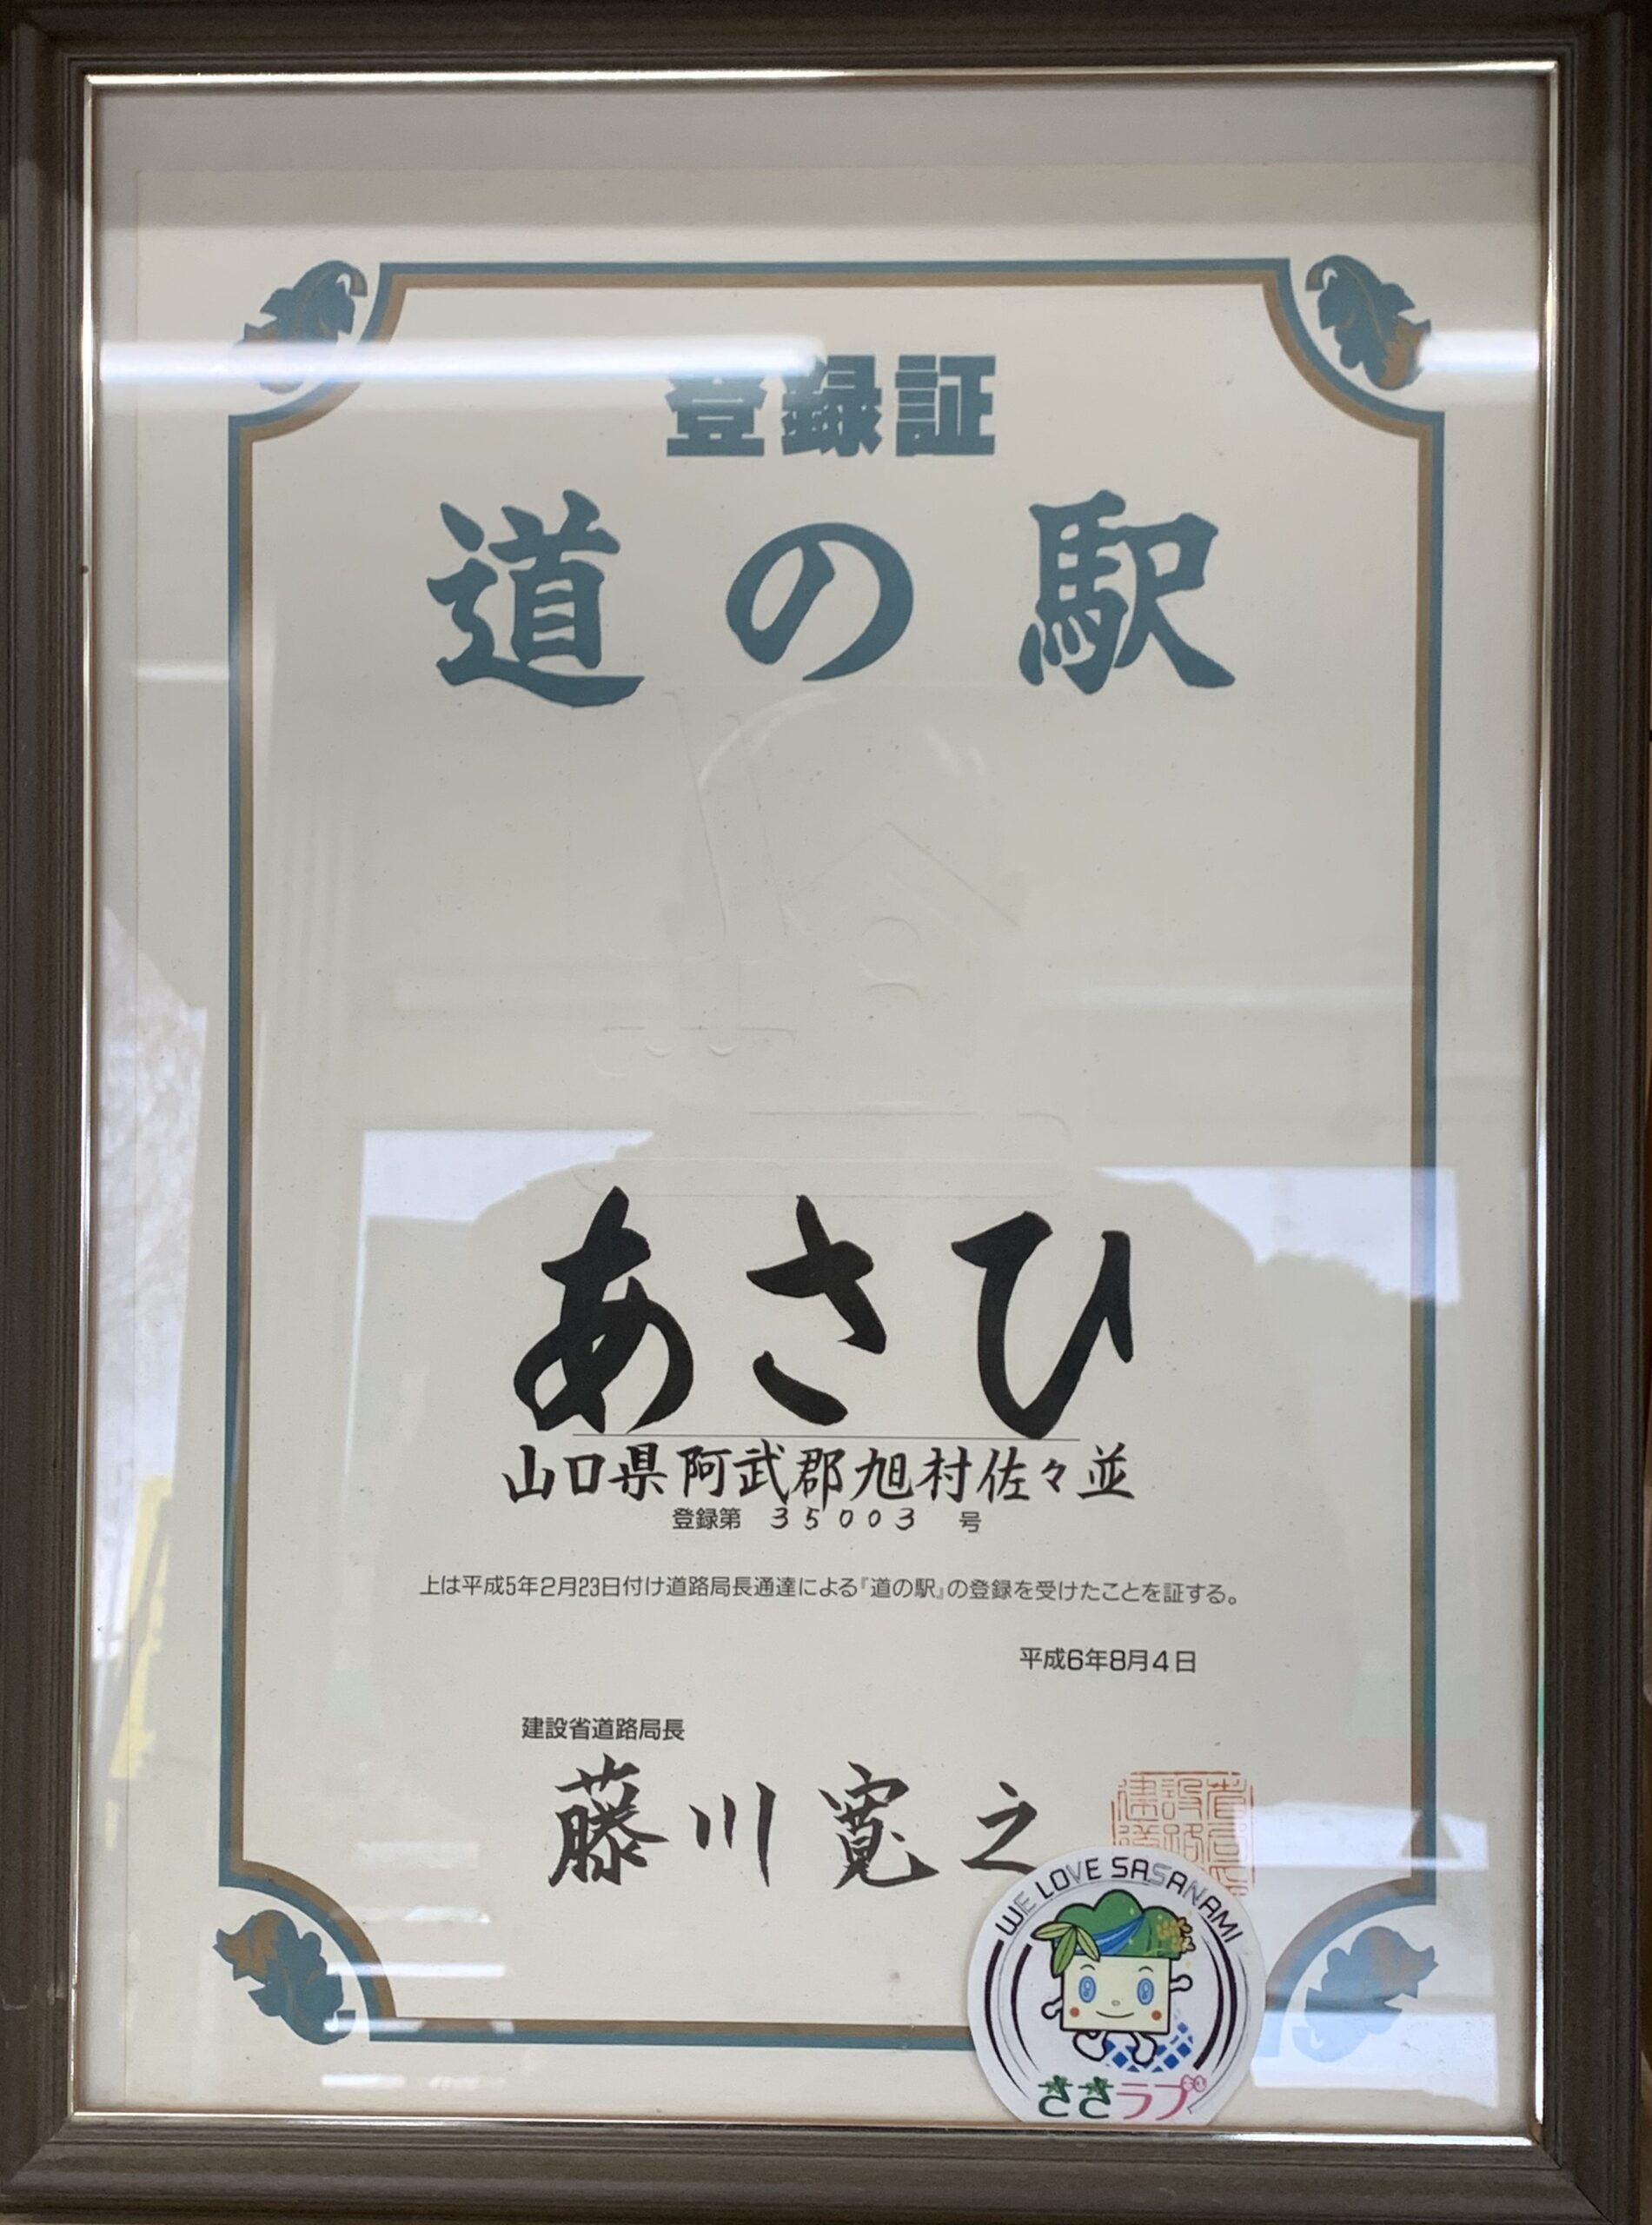 登録証
道の駅
あさひ
山口県阿武郡旭村佐々並
登録第 35003 号
上は平成5年2月23日付け道路局長通達による『道の駅』の登録を受けたことを証する。
平成6年8月4日
建設省道路局長
藤川寛之
WE LOVE SASANAMI
ささラブ